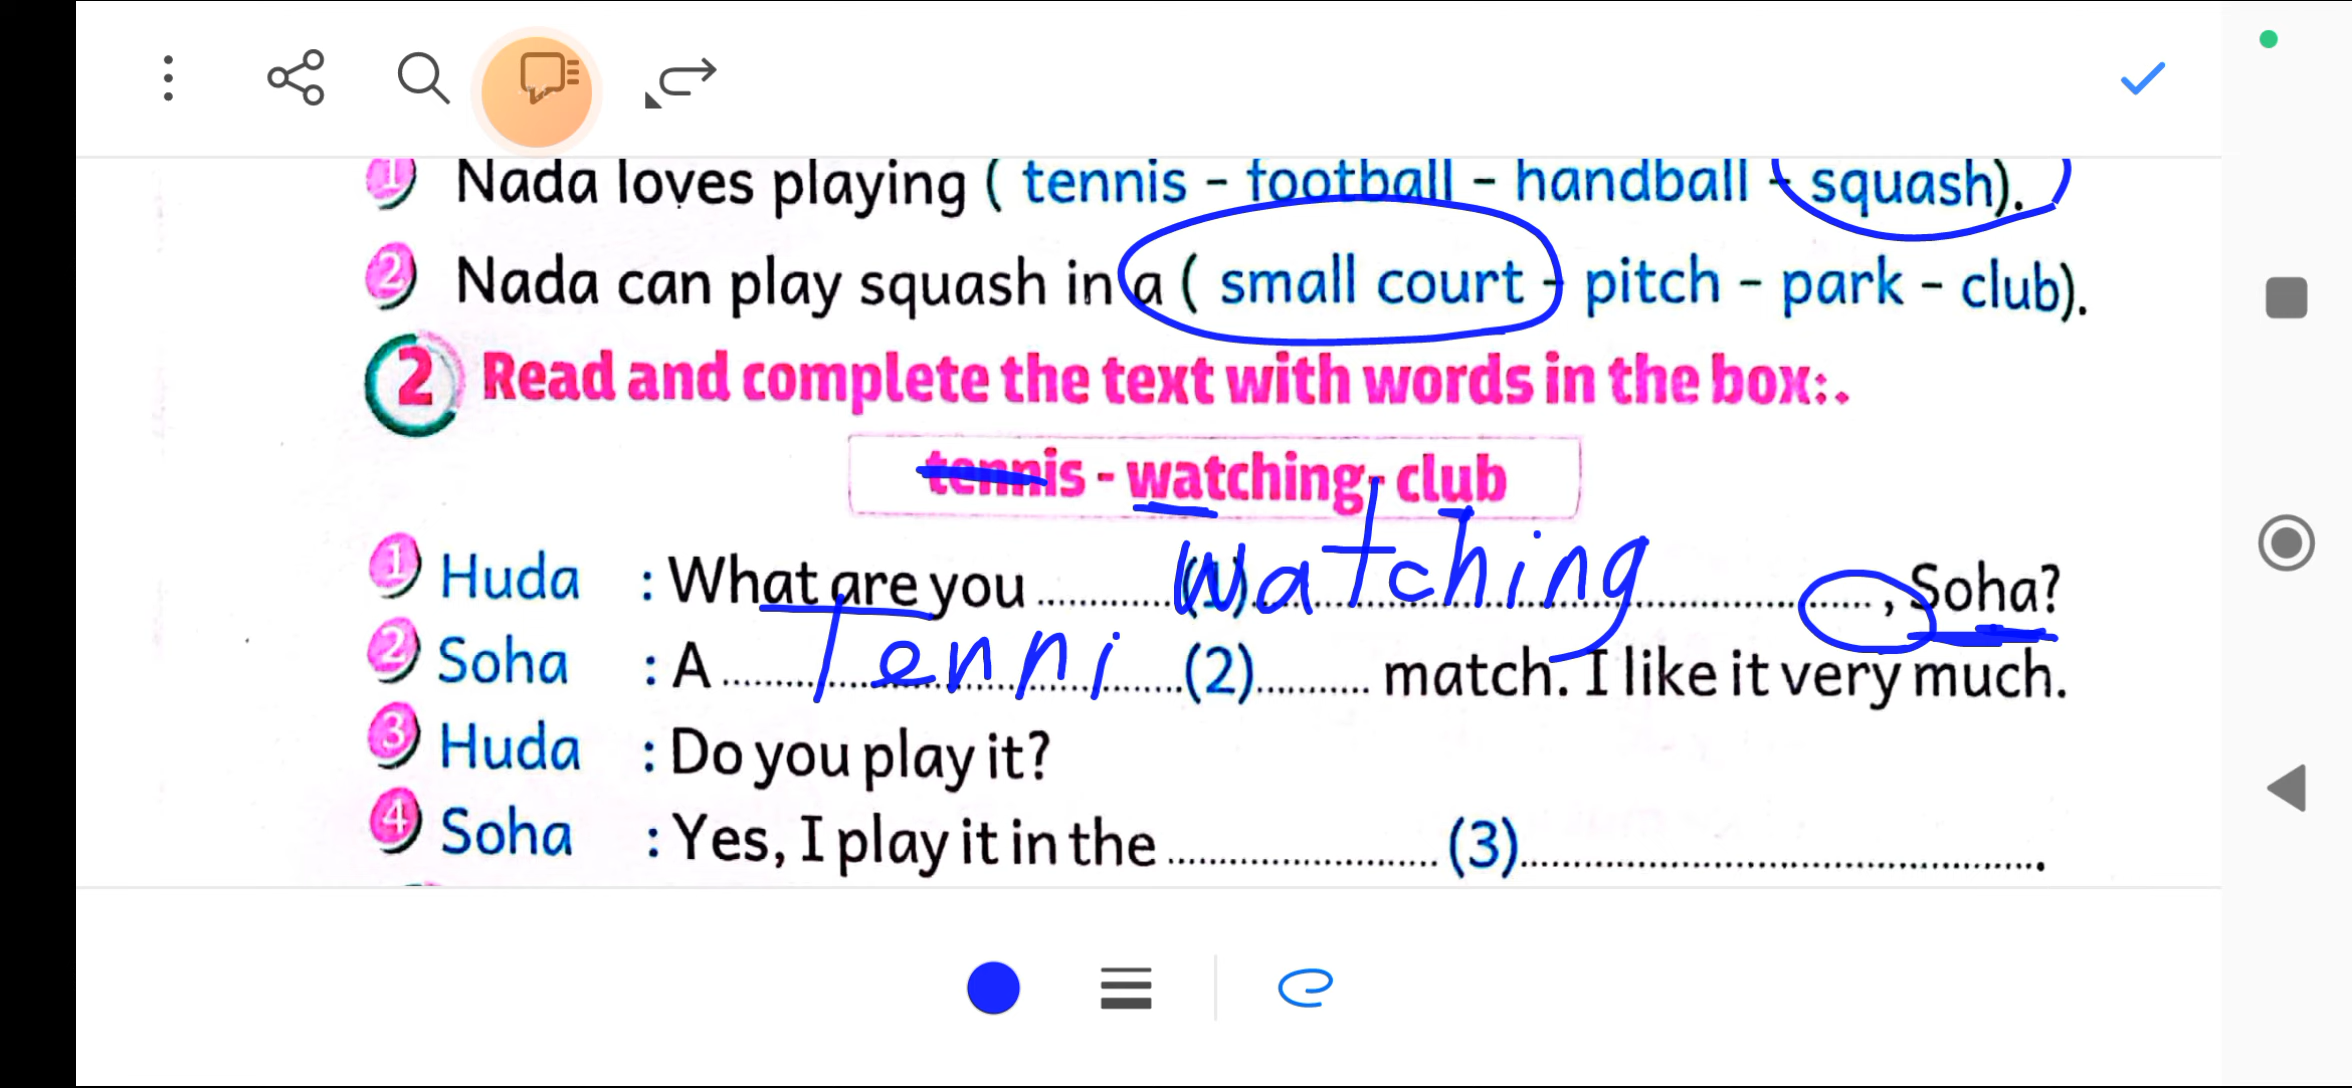 1 Nada loves playing ( tennis - football - handball - squash).
2 Nada can play squash in a ( small court - pitch - park - club).
2 Read and complete the text with words in the box:.
tennis - watching- club
1 Huda : What are you ............(1) watching ............ , Soha?
2 Soha : A ............ Tenni ......(2)........... match. I like it very much.
3 Huda : Do you play it?
4 Soha : Yes, I play it in the ........................(3)..............................................